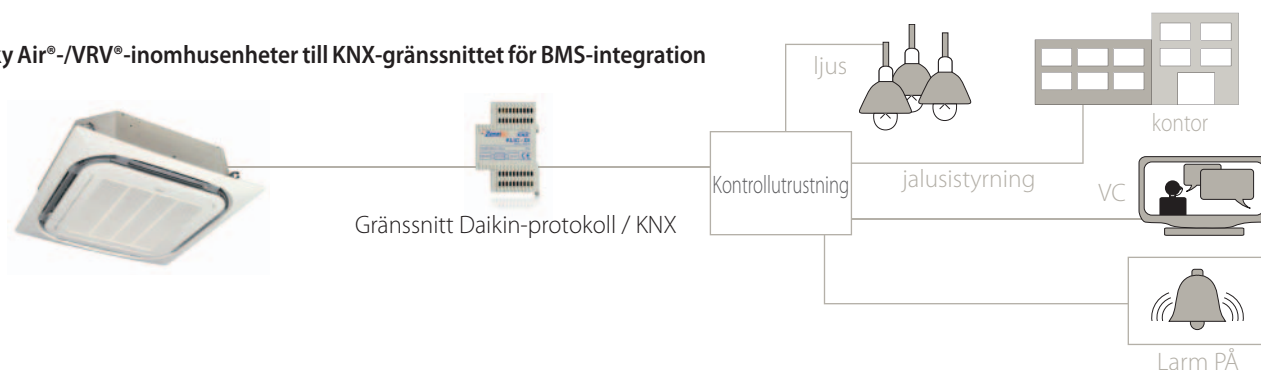 y Air®-/VRV®-inomhusenheter till KNX-gränssnittet för BMS-integration
ljus
kontor
Kontrollutrustning
jalusistyrning
VC
Gränssnitt Daikin-protokoll / KNX
Larm PÅ